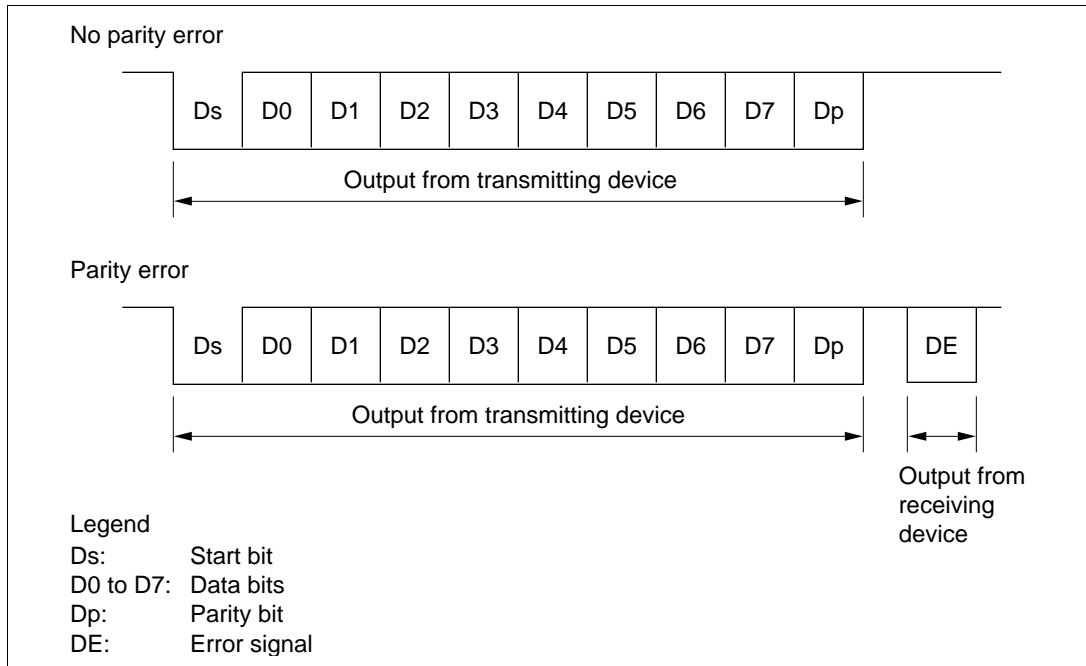 No parity error
Ds D0 D1 D2 D3 D4 D5 D6 D7 Dp
Output from transmitting device
Parity error
Ds D0 D1 D2 D3 D4 D5 D6 D7 Dp DE
Output from transmitting device
Output from
receiving
device
Legend
Ds: Start bit
D0 to D7: Data bits
Dp: Parity bit
DE: Error signal